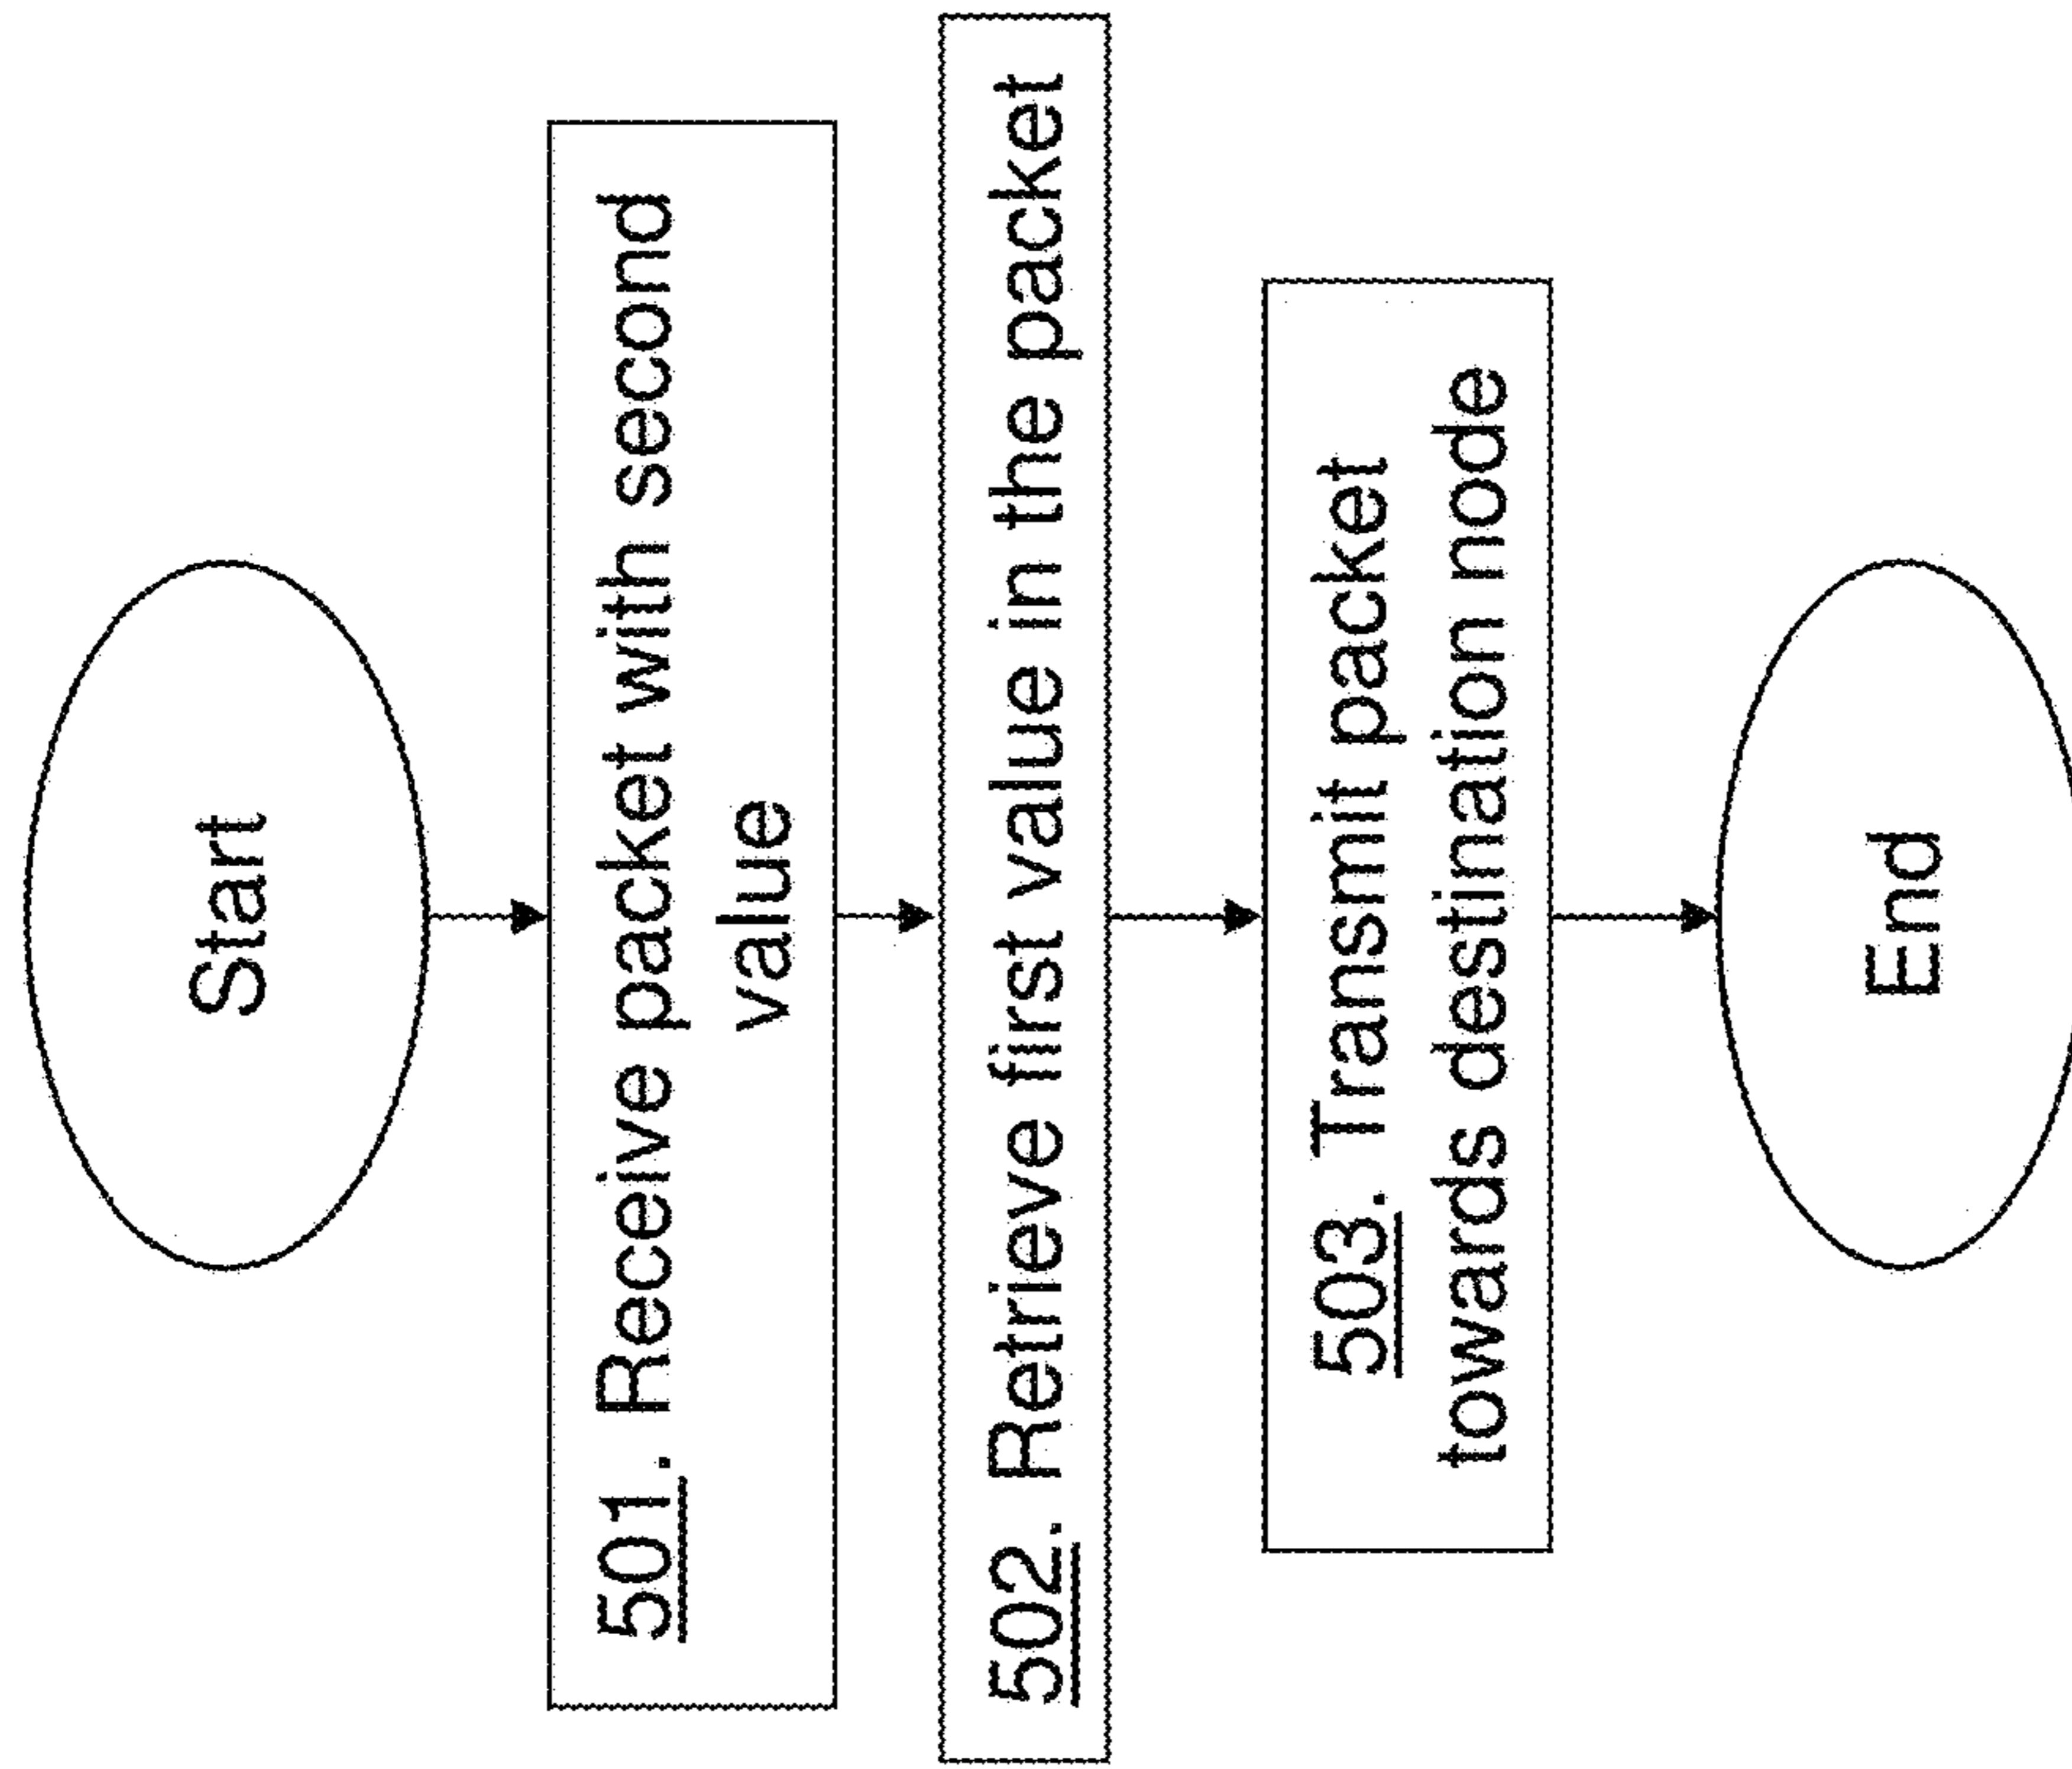 Start
501. Receive packet with second
value
502. Retrieve first value in the packet
503. Transmit packet
towards destination node
End